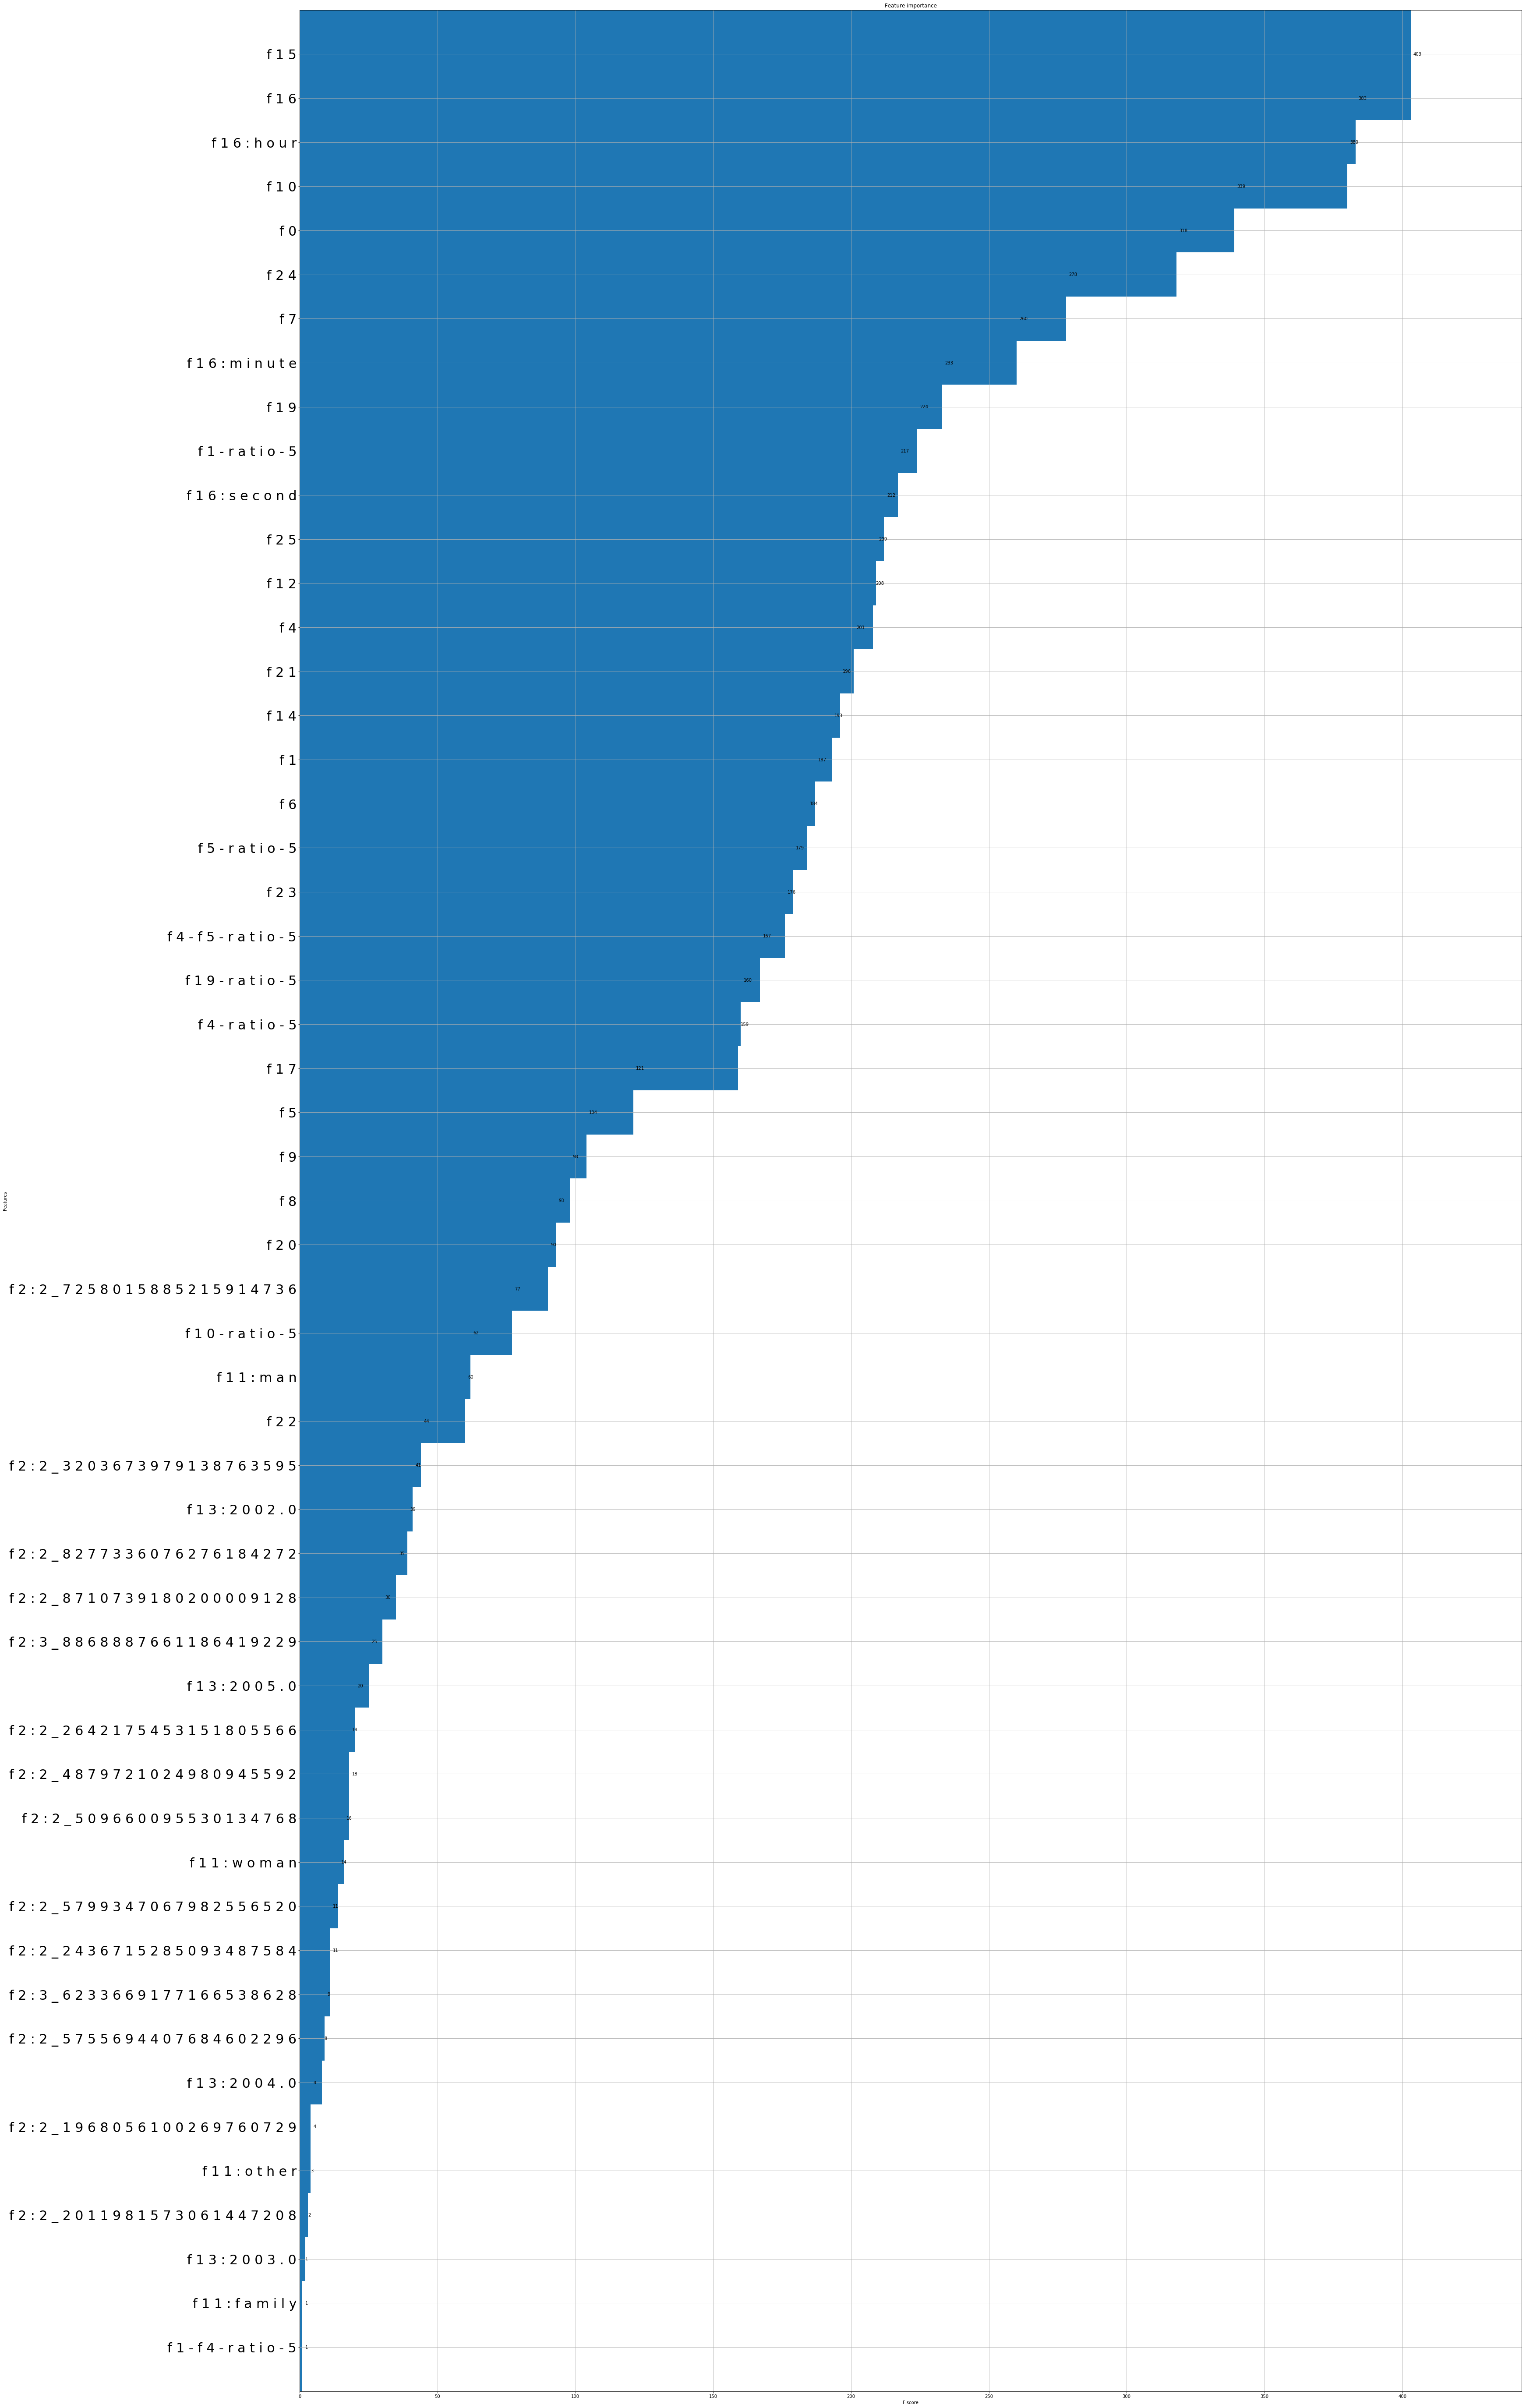 Feature importance
f15
403
f16
383
f16:hour
380
f10
339
f0
318
f24
278
f7
260
f16:minute
233
f19
224
f1-ratio-5
217
f16:second
212
f25
209
f12
208
f4
201
f21
196
f14
193
f1
187
f6
184
f5-ratio-5
179
f23
176
f4-f5-ratio-5
167
f19-ratio-5
160
f4-ratio-5
159
f17
121
f5
104
f9
98
f8
93
f20
90
f2:2_7258015885215914736
77
f10-ratio-5
62
f11:man
60
f22
44
f2:2_3203673979138763595
41
f13:2002.0
39
f2:2_8277336076276184272
35
f2:2_8710739180200009128
30
f2:3_8868887661186419229
25
f13:2005.0
20
f2:2_2642175453151805566
18
f2:2_4879721024980945592
18
f2:2_509660095530134768
16
f11:woman
14
f2:2_5799347067982556520
11
f2:2_2436715285093487584
11
f2:3_6233669177166538628
9
f2:2_5755694407684602296
8
f13:2004.0
4
f2:2_1968056100269760729
4
f11:other
3
f2:2_2011981573061447208
2
f13:2003.0
1
f11:family
1
f1-f4-ratio-5
1
Features
0 50 100 150 200 250 300 350 400
F score